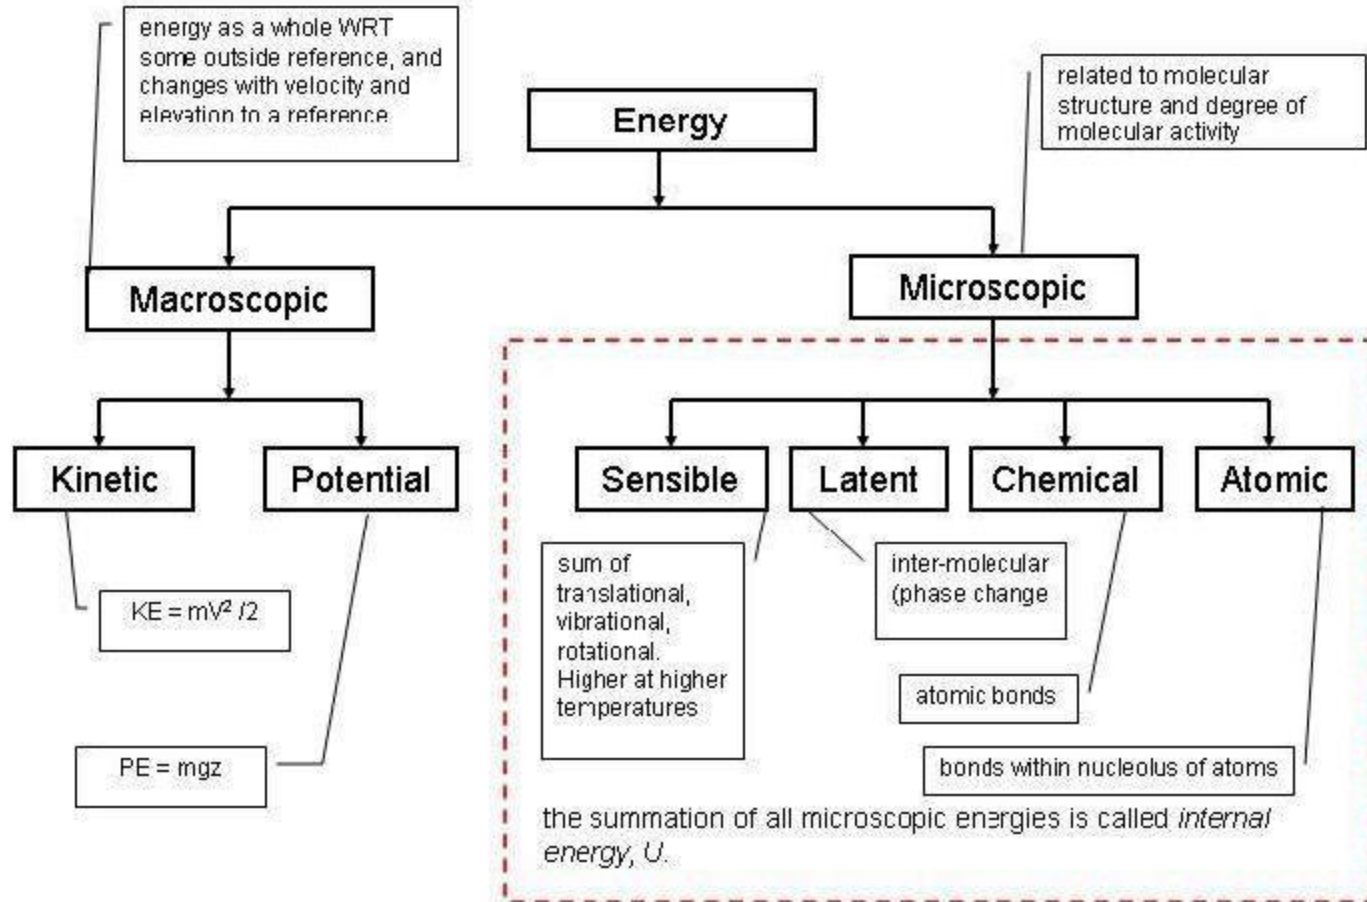 energy as a whole WRT
some outside reference, and
changes with velocity and
elevation to a reference
Energy
related to molecular
structure and degree of
molecular activity
Macroscopic
Microscopic
Kinetic
Potential
Sensible
Latent
Chemical
Atomic
KE = mV² /2
PE = mgz
sum of
translational,
vibrational,
rotational.
Higher at higher
temperatures
inter-molecular
(phase change
atomic bonds
bonds within nucleolus of atoms
the summation of all microscopic energies is called internal
energy, U.